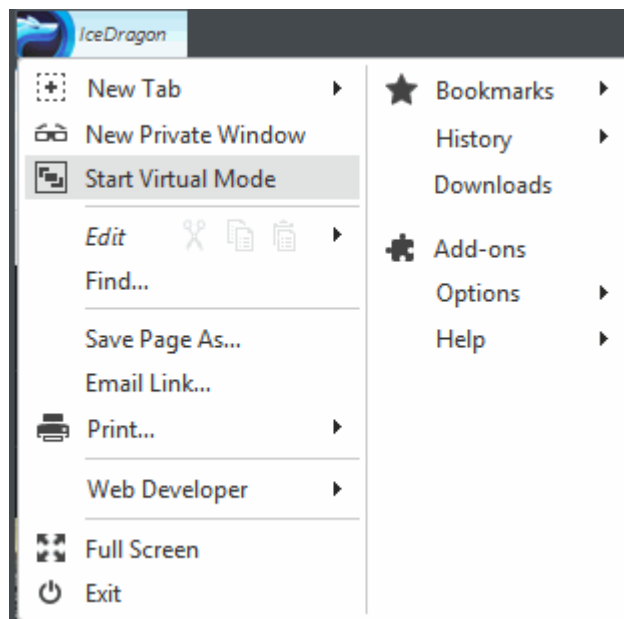 IceDragon
New Tab
New Private Window
Start Virtual Mode
Edit
Find...
Save Page As...
Email Link...
Print...
Web Developer
Full Screen
Exit
Bookmarks
History
Downloads
Add-ons
Options
Help